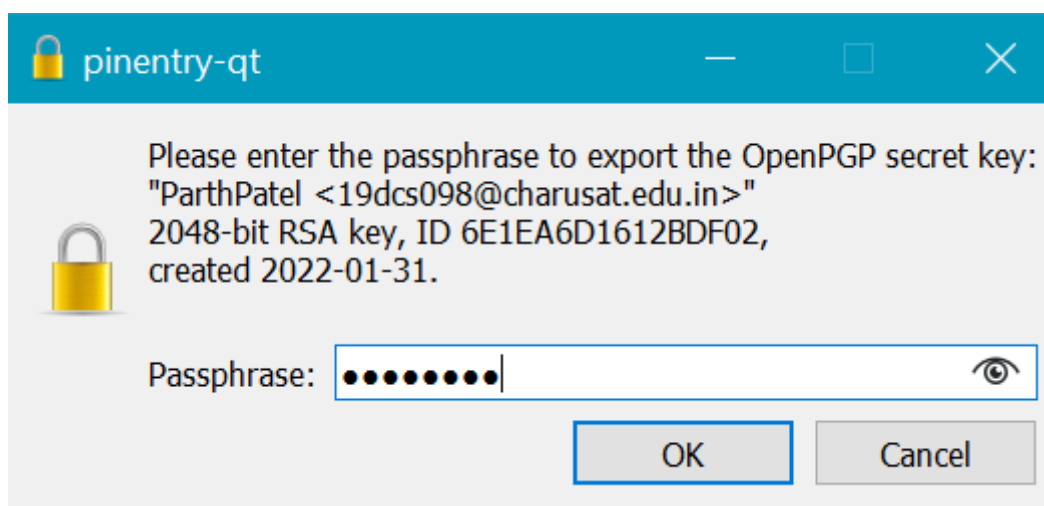 pinentry-qt
Please enter the passphrase to export the OpenPGP secret key:
"ParthPatel <19dcs098@charusat.edu.in>"
2048-bit RSA key, ID 6E1EA6D1612BDF02,
created 2022-01-31.
Passphrase: ●●●●●●●●
OK Cancel